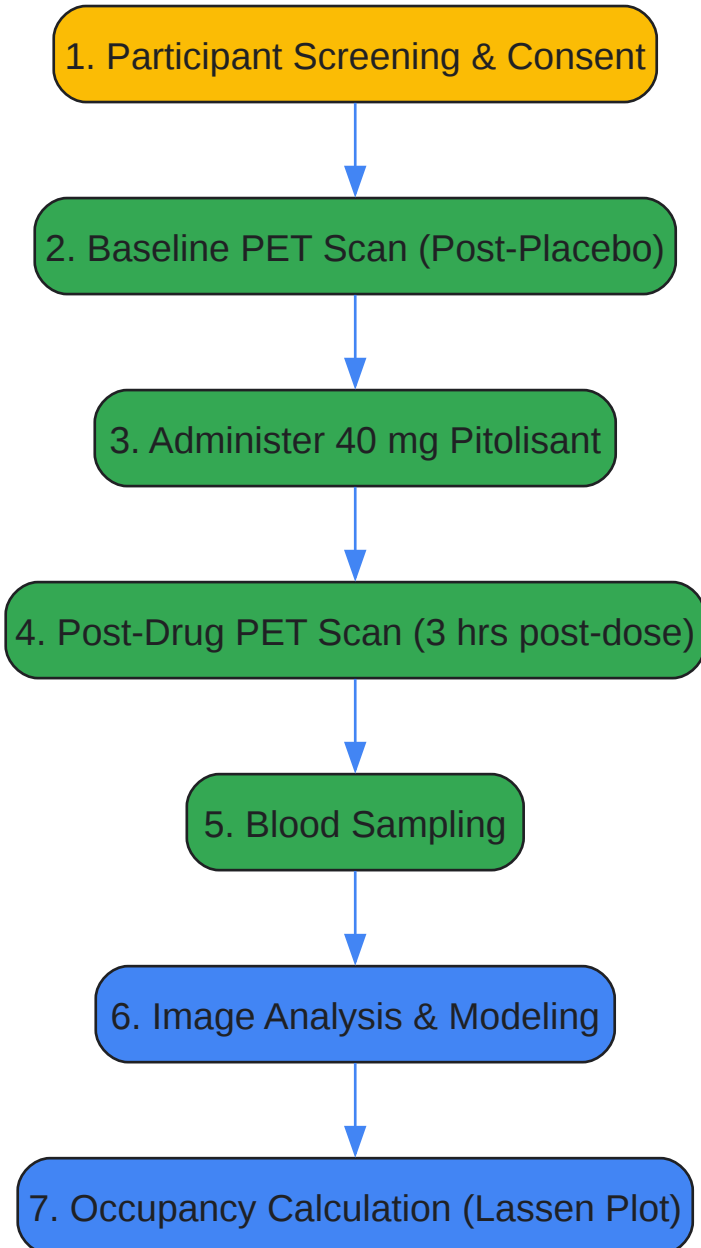 1. Participant Screening & Consent
2. Baseline PET Scan (Post-Placebo)
3. Administer 40 mg Pitolisant
4. Post-Drug PET Scan (3 hrs post-dose)
5. Blood Sampling
6. Image Analysis & Modeling
7. Occupancy Calculation (Lassen Plot)